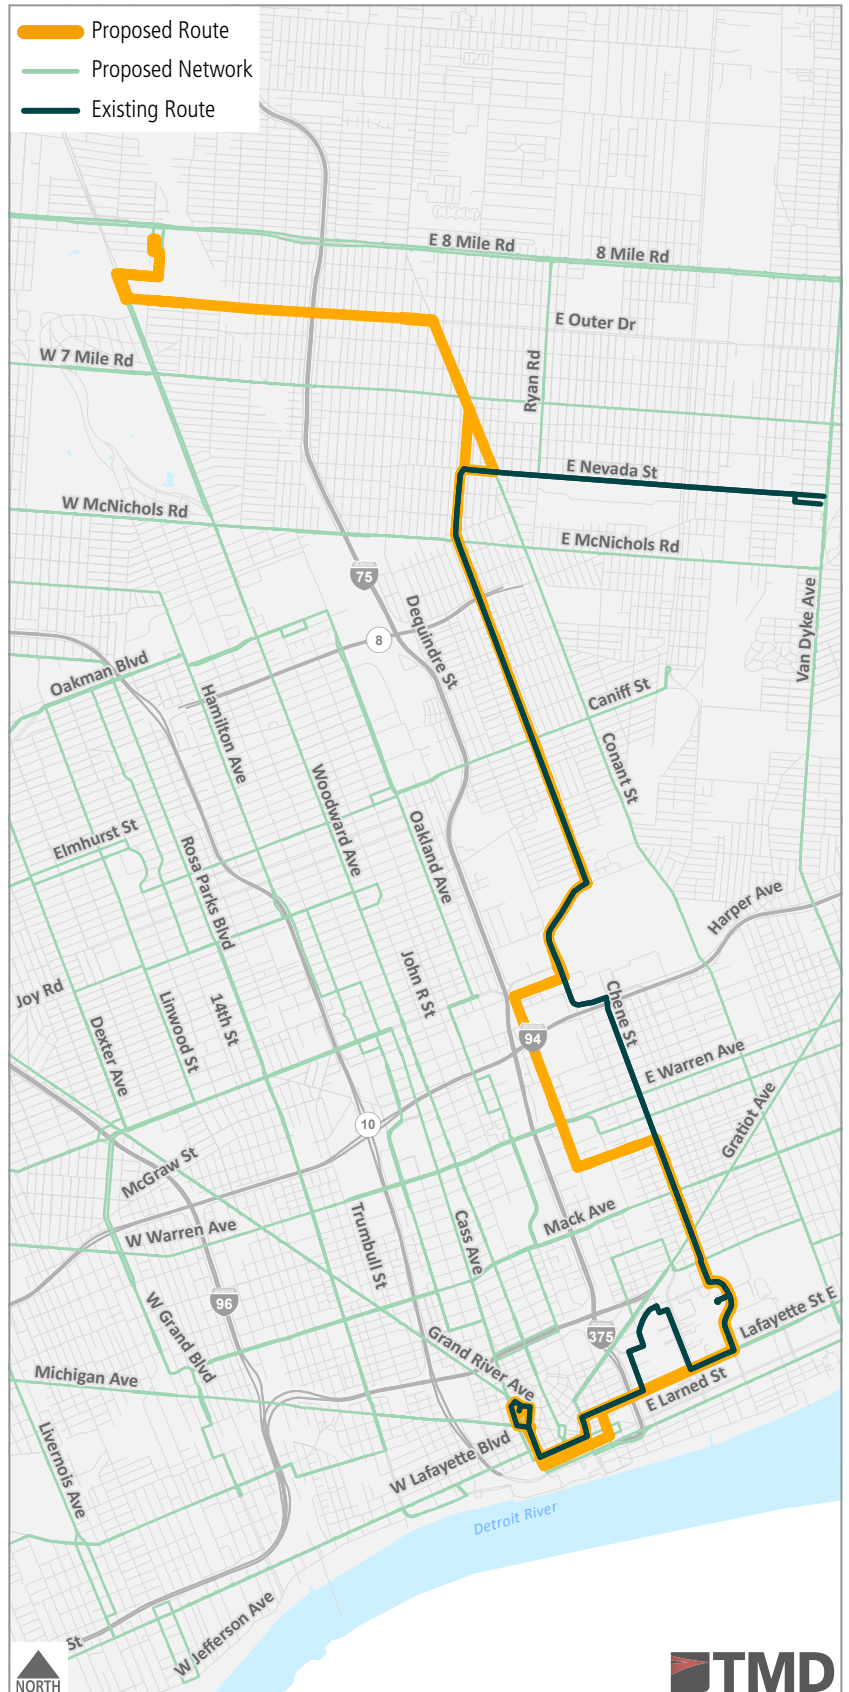 Proposed Route
Proposed Network
Existing Route
E 8 Mile Rd
8 Mile Rd
E Outer Dr
W 7 Mile Rd
Ryan Rd
E Nevada St
W McNichols Rd
E McNichols Rd
75
Dequindre St
8
Van Dyke Ave
Oakman Blvd
Caniff St
Hamilton Ave
Conant St
Woodward Ave
Oakland Ave
Elmhurst St
Rosa Parks Blvd
Harper Ave
John R St
Joy Rd
Linwood St
14th St
Chene St
Dexter Ave
94
E Warren Ave
Gratiot Ave
10
McGraw St
Mack Ave
W Warren Ave
Trumbull St
Cass Ave
96
W Grand Blvd
375
Lafayette St E
Grand River Ave
Michigan Ave
E Larned St
Livernois Ave
W Lafayette Blvd
Detroit River
W Jefferson Ave
St
NORTH
TMD